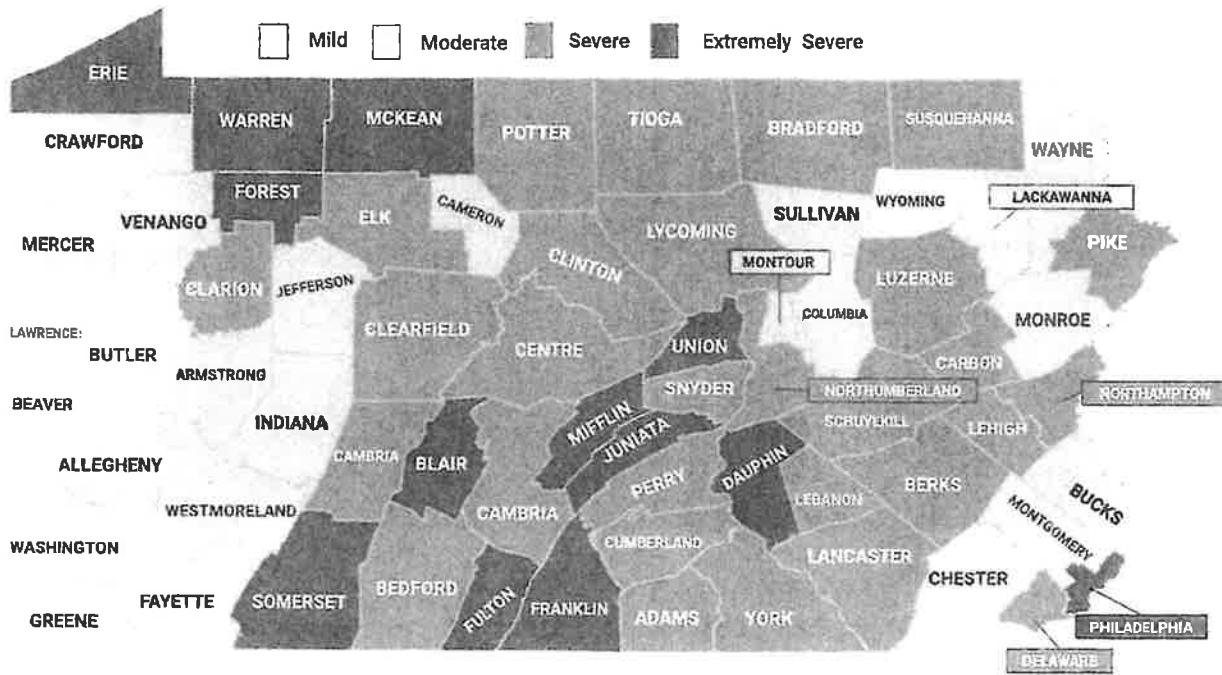 Mild Moderate Severe Extremely Severe
ERIE
WARREN
MCKEAN
POTTER
TIOGA
BRADFORD
SUSQUEHANNA
CRAWFORD
WAYNE
FOREST
CAMERON
SULLIVAN
WYOMING
LACKAWANNA
VENANGO
ELK
LYCOMING
MERCER
PIKE
MONTOUR
CLINTON
LUZERNE
JEFFERSON
CLARION
COLUMBIA
MONROE
LAWRENCE:
CLEARFIELD
BUTLER
CENTRE
UNION
CARBON
ARMSTRONG
SNYDER
NORTHUMBERLAND
NORTHAMPTON
BEAVER
MIFFLIN
INDIANA
SCHUYLKILL
LEHIGH
JUNIATA
CAMBRIA
BLAIR
ALLEGHENY
DAUPHIN
PERRY
BERKS
LEBANON
BUCKS
WESTMORELAND
CAMBRIA
MONTGOMERY
CUMBERLAND
LANCASTER
WASHINGTON
CHESTER
BEDFORD
FAYETTE
SOMERSET
FULTON
FRANKLIN
ADAMS
YORK
GREENE
PHILADELPHIA
DELAWARE